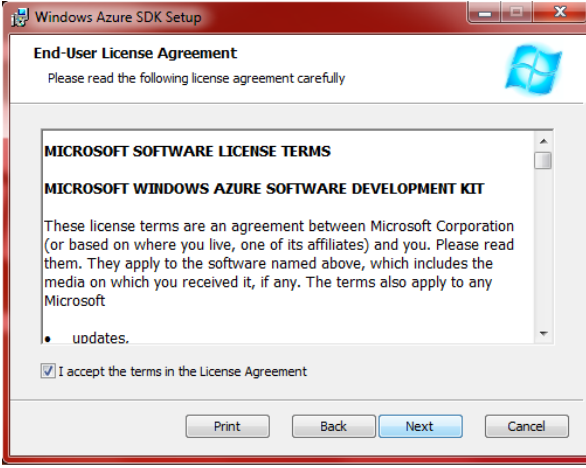 Windows Azure SDK Setup
End-User License Agreement
Please read the following license agreement carefully
MICROSOFT SOFTWARE LICENSE TERMS
MICROSOFT WINDOWS AZURE SOFTWARE DEVELOPMENT KIT
These license terms are an agreement between Microsoft Corporation
(or based on where you live, one of its affiliates) and you. Please read
them. They apply to the software named above, which includes the
media on which you received it, if any. The terms also apply to any
Microsoft
• updates,
I accept the terms in the License Agreement
Print Back Next Cancel